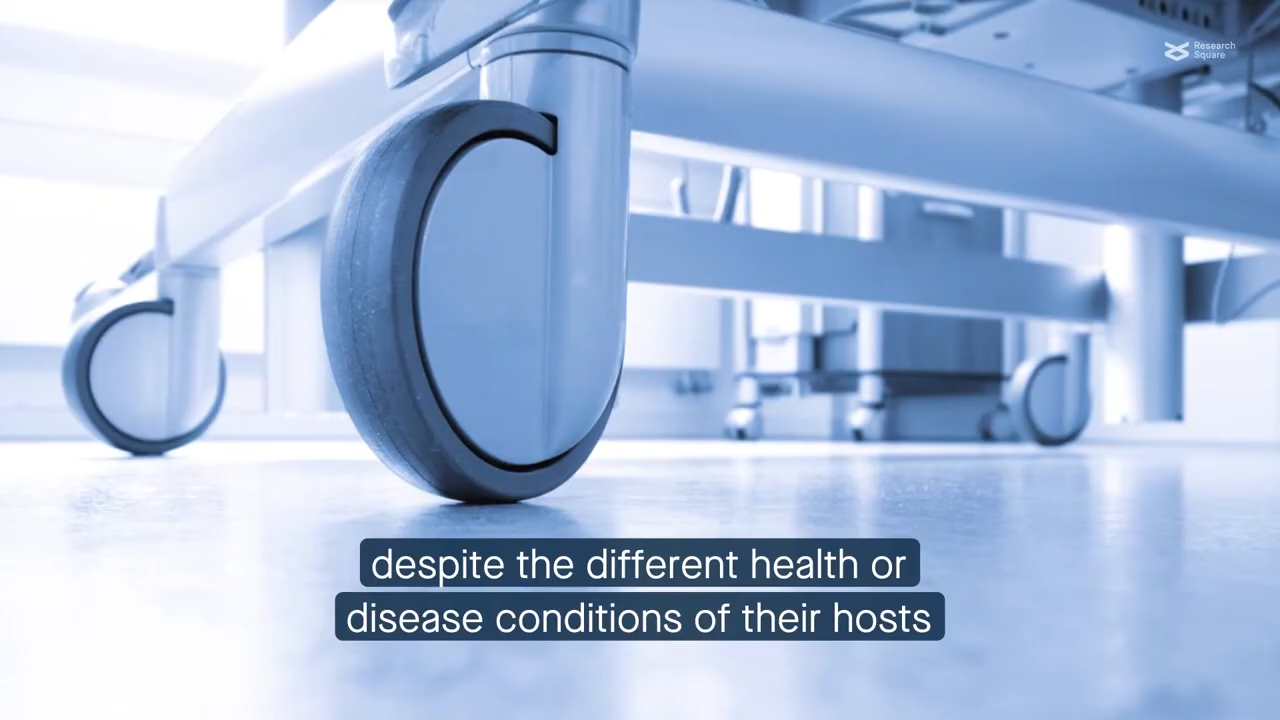 Research
Square
despite the different health or
disease conditions of their hosts